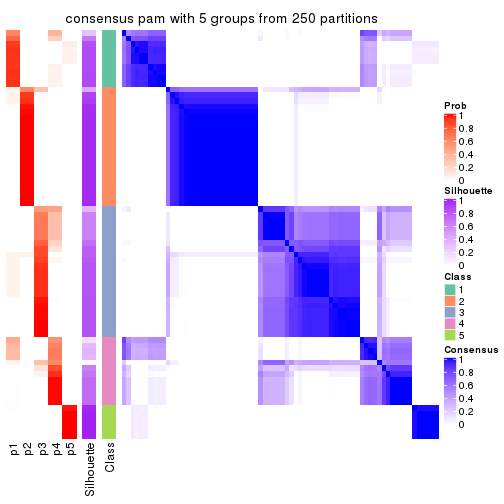 consensus pam with 5 groups from 250 partitions
Prob
1
0.8
0.6
0.4
0.2
0
Silhouette
1
0.8
0.6
0.4
0.2
0
Class
1
2
3
4
5
Consensus
1
0.8
0.6
0.4
0.2
0
p1
p2
p3
p4
p5
Silhouette
Class